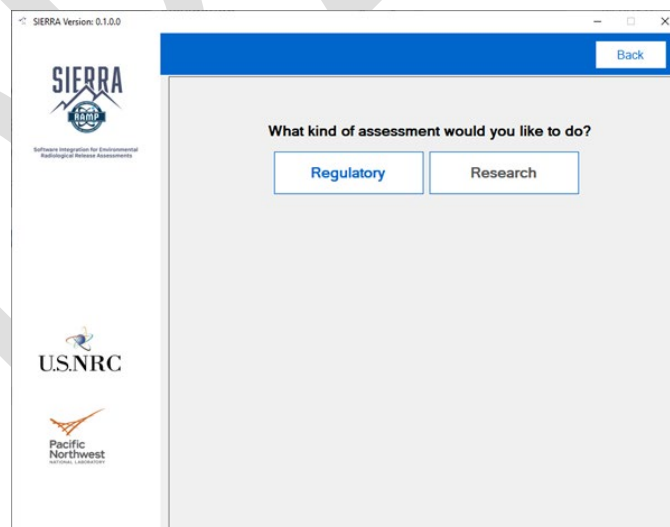 SIERRA Version: 0.1.0.0
Back
SIERRA
RAMP
Software Integration for Environmental
Radiological Release Assessments
What kind of assessment would you like to do?
Regulatory Research
U.S.NRC
Pacific
Northwest
NATIONAL LABORATORY